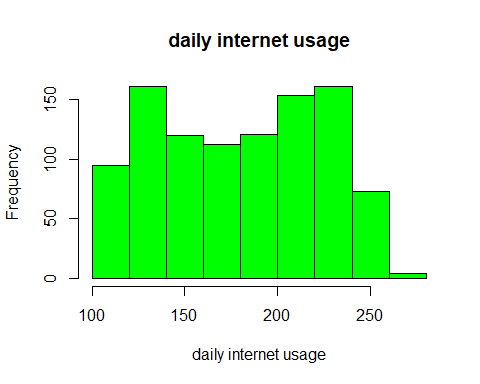 daily internet usage
Frequency
150
100
50
0
100 150 200 250
daily internet usage